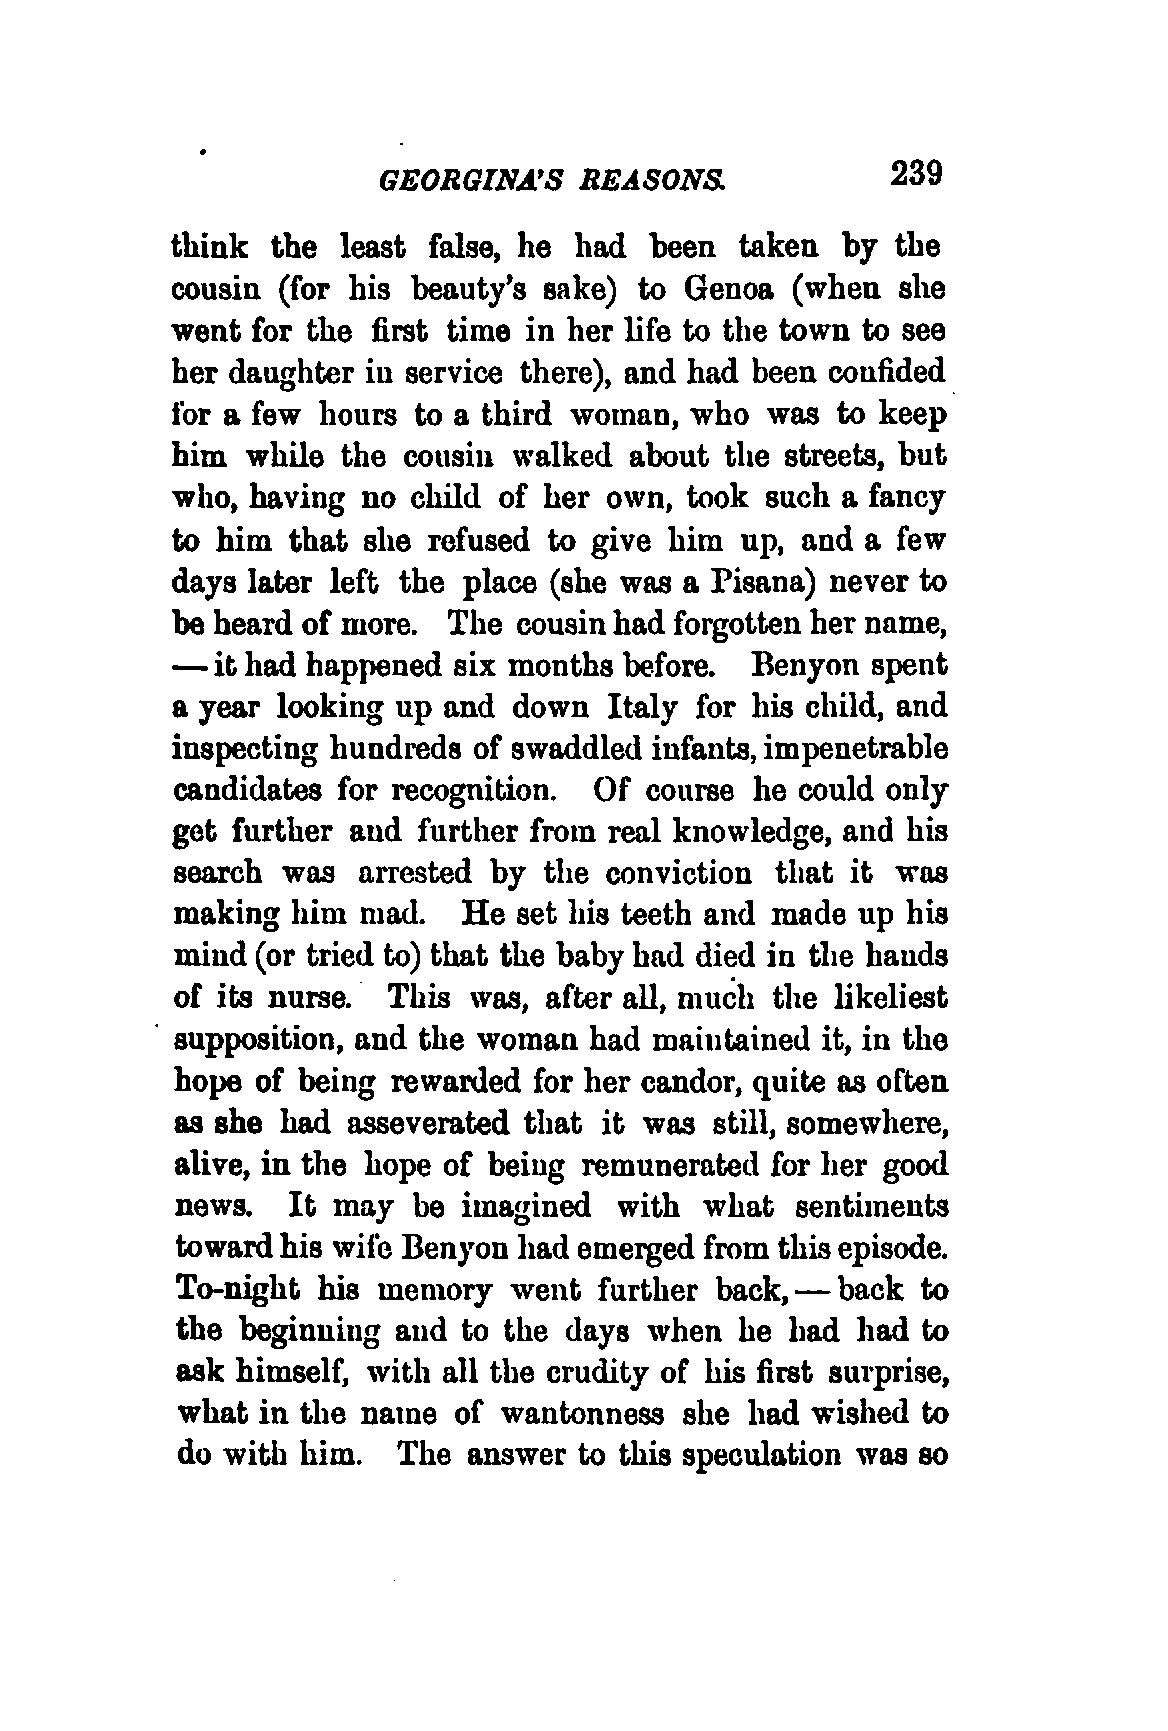 GEORGINA'S REASONS. 239
think the least false, he had been taken by the
cousin (for his beauty's sake) to Genoa (when she
went for the first time in her life to the town to see
her daughter in service there), and had been confided
for a few hours to a third woman, who was to keep
him while the cousin walked about the streets, but
who, having no child of her own, took such a fancy
to him that she refused to give him up, and a few
days later left the place (she was a Pisana) never to
be heard of more. The cousin had forgotten her name,
— it had happened six months before. Benyon spent
a year looking up and down Italy for his child, and
inspecting hundreds of swaddled infants, impenetrable
candidates for recognition. Of course he could only
get further and further from real knowledge, and his
search was arrested by the conviction that it was
making him mad. He set his teeth and made up his
mind (or tried to) that the baby had died in the hands
of its nurse. This was, after all, much the likeliest
supposition, and the woman had maintained it, in the
hope of being rewarded for her candor, quite as often
as she had asseverated that it was still, somewhere,
alive, in the hope of being remunerated for her good
news. It may be imagined with what sentiments
toward his wife Benyon had emerged from this episode.
To-night his memory went further back, — back to
the beginning and to the days when he had had to
ask himself, with all the crudity of his first surprise,
what in the name of wantonness she had wished to
do with him. The answer to this speculation was so